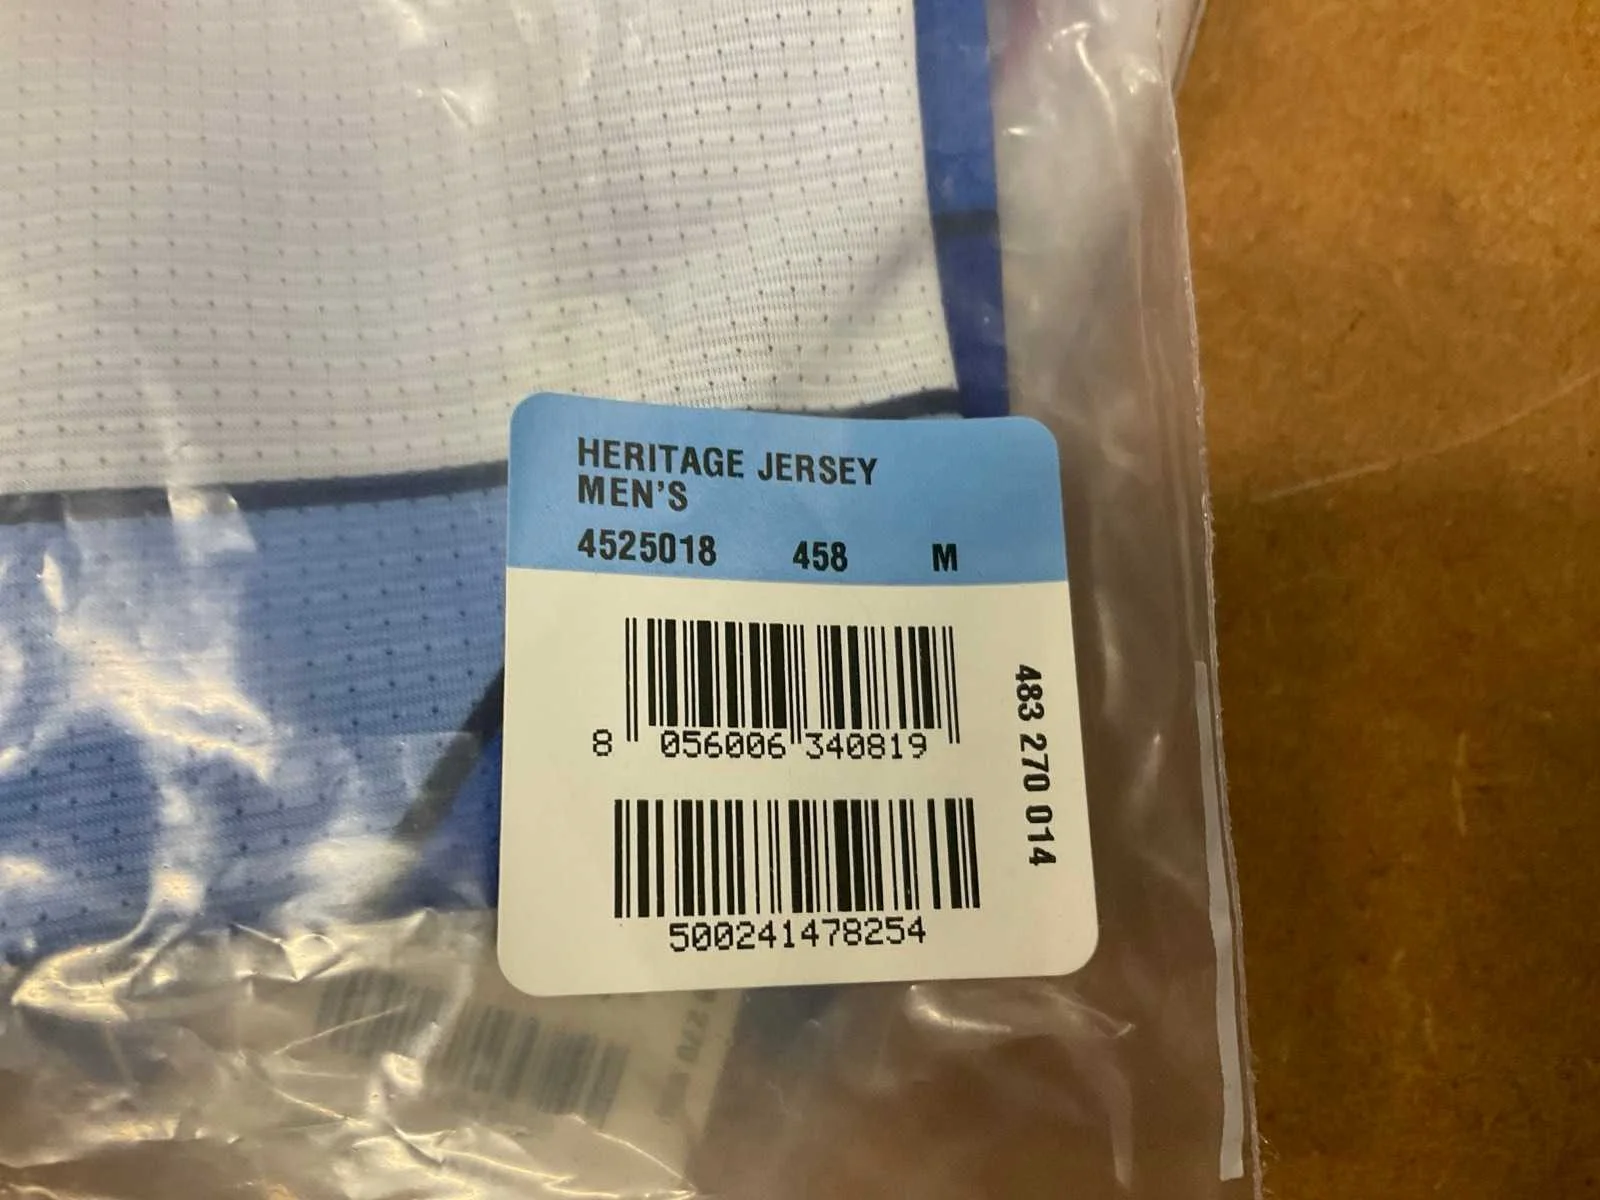 HERITAGE JERSEY
MEN'S
4525018 458 M
8 056006 340819
483 270 014
500241478254